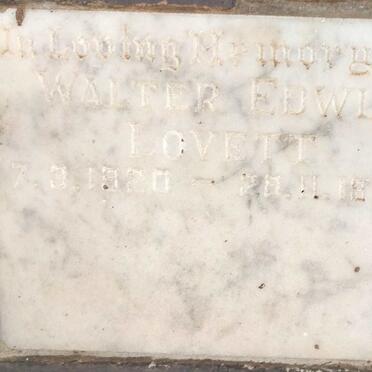 In Loving Memory
WALTER EDWI
LOVETT
7.3.1920 — 28.11.19